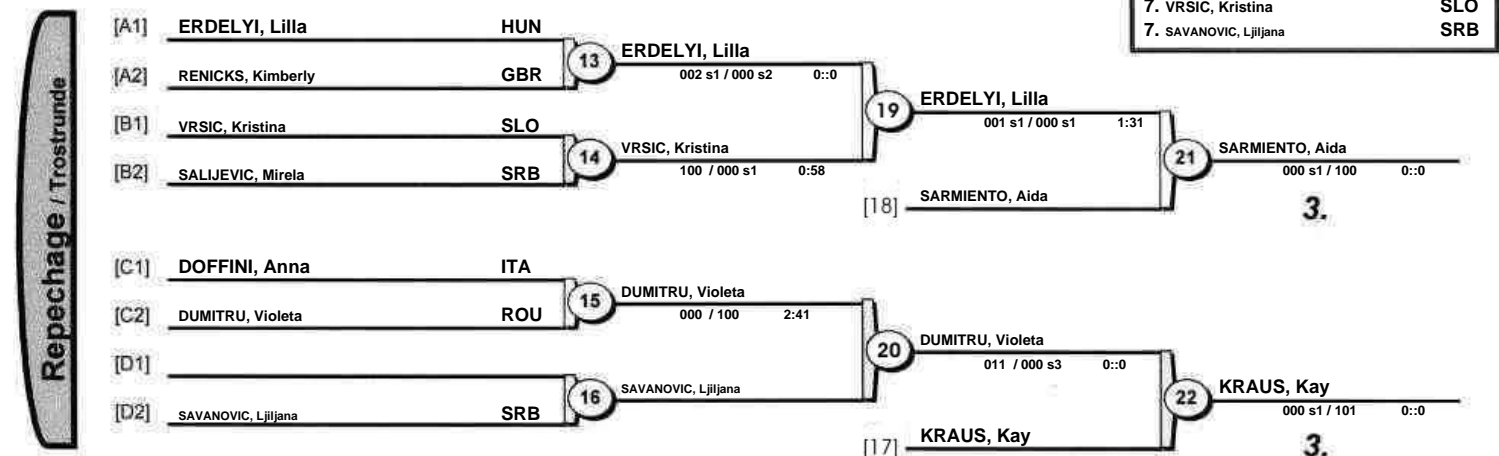 7. VRSIC, Kristina SLO
7. SAVANOVIC, Ljiljana SRB
Repechage / Trostrunde
[A1] ERDELYI, Lilla HUN
[A2] RENICKS, Kimberly GBR
13 ERDELYI, Lilla
002 s1 / 000 s2 0::0
[B1] VRSIC, Kristina SLO
[B2] SALIJEVIC, Mirela SRB
14 VRSIC, Kristina
100 / 000 s1 0:58
19 ERDELYI, Lilla
001 s1 / 000 s1 1:31
[18] SARMIENTO, Aida
21 SARMIENTO, Aida
000 s1 / 100 0::0
3.
[C1] DOFFINI, Anna ITA
[C2] DUMITRU, Violeta ROU
15 DUMITRU, Violeta
000 / 100 2:41
[D1]
[D2] SAVANOVIC, Ljiljana SRB
16 SAVANOVIC, Ljiljana
20 DUMITRU, Violeta
011 / 000 s3 0::0
[17] KRAUS, Kay
22 KRAUS, Kay
000 s1 / 101 0::0
3.